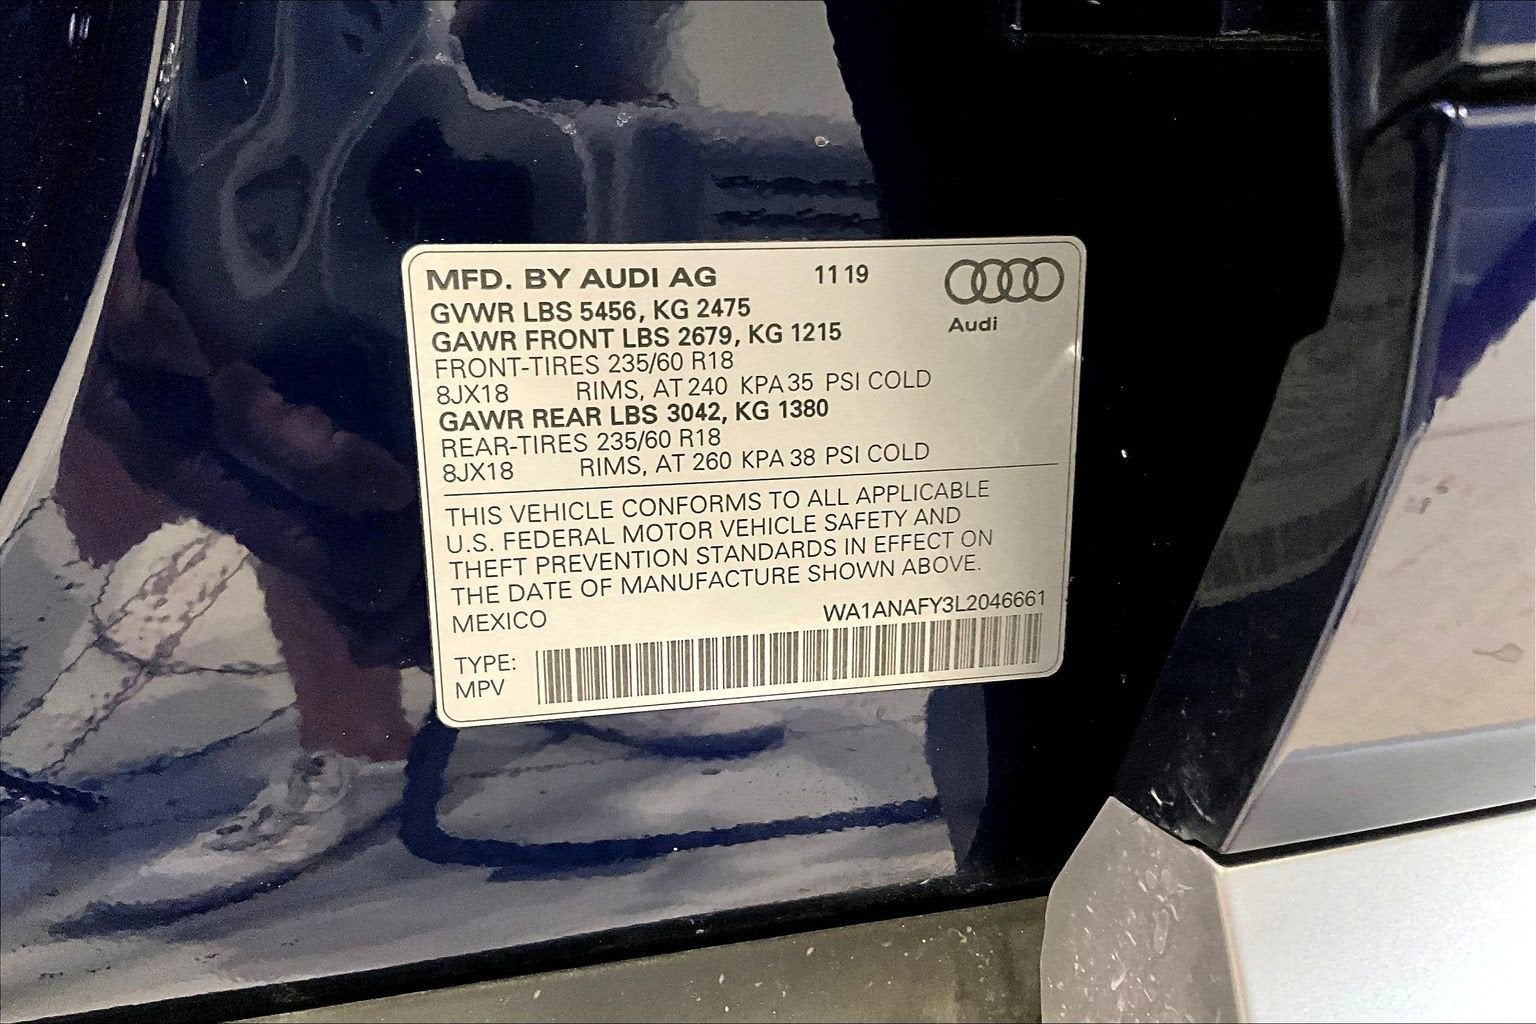 MFD. BY AUDI AG 11 19
GVWR LBS 5456, KG 2475
GAWR FRONT LBS 2679, KG 1215
Audi
FRONT-TIRES 235/60 R18
8JX18 RIMS, AT 240 KPA 35 PSI COLD
GAWR REAR LBS 3042, KG 1380
REAR-TIRES 235/60 R18
8JX18 RIMS, AT 260 KPA 38 PSI COLD
THIS VEHICLE CONFORMS TO ALL APPLICABLE
U.S. FEDERAL MOTOR VEHICLE SAFETY AND
THEFT PREVENTION STANDARDS IN EFFECT ON
THE DATE OF MANUFACTURE SHOWN ABOVE.
MEXICO WA1ANAFY3L2046661
TYPE:
MPV